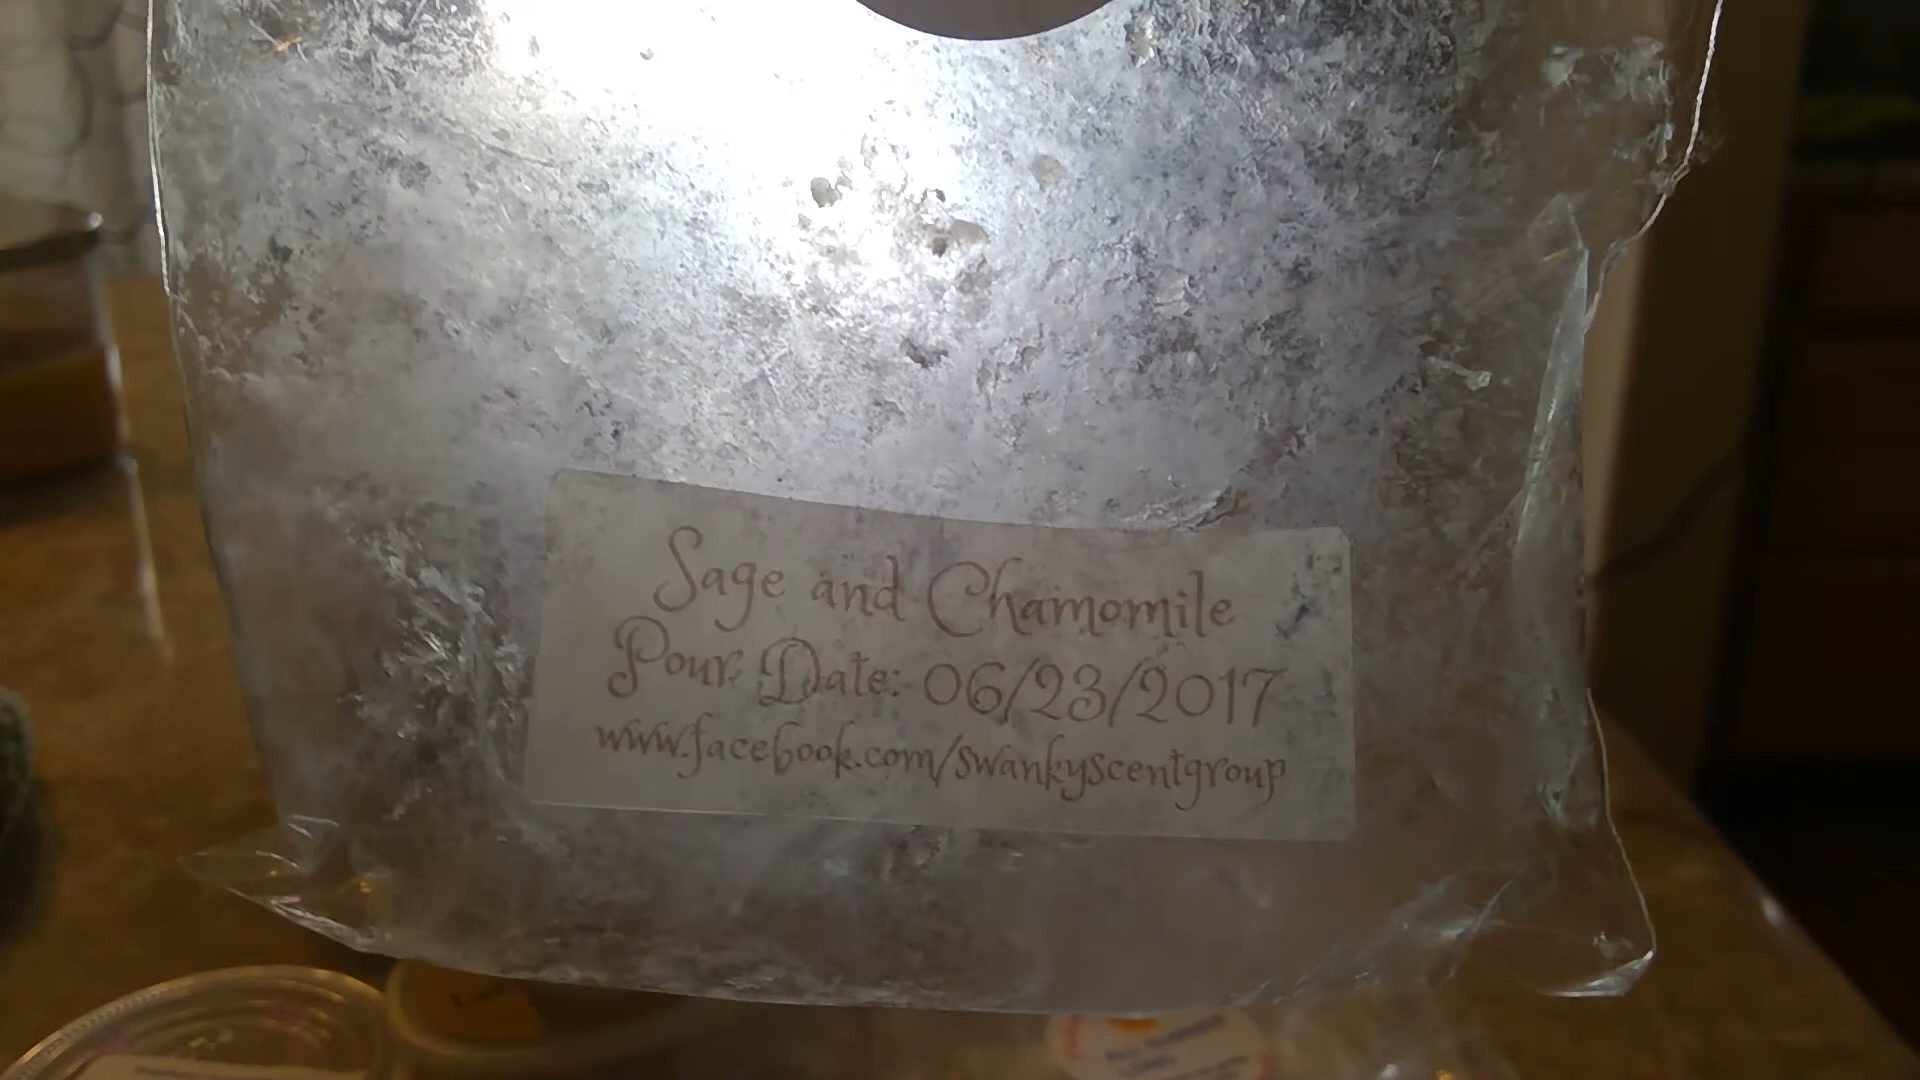 Sage and Chamomile
Pour Date: 06/23/2017
www.facebook.com/swankyscentgroup